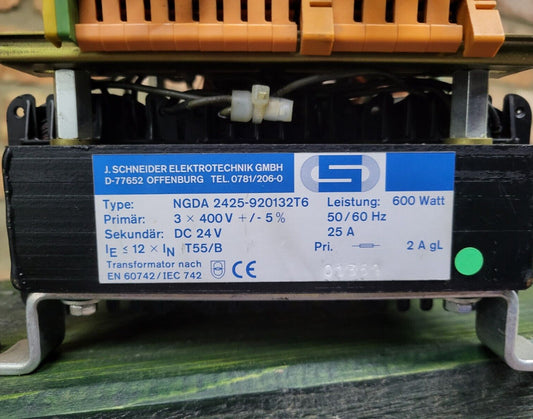 J. SCHNEIDER ELEKTROTECHNIK GMBH
D-77652 OFFENBURG TEL. 0781/206-0
Type: NGDA 2425-920132T6 Leistung: 600 Watt
Primär: 3 × 400 V +/- 5% 50/60 Hz
Sekundär: DC 24 V 25 A
IE ≤ 12 × IN T55/B Pri. 2 A gL
Transformator nach
EN 60742/IEC 742 CE